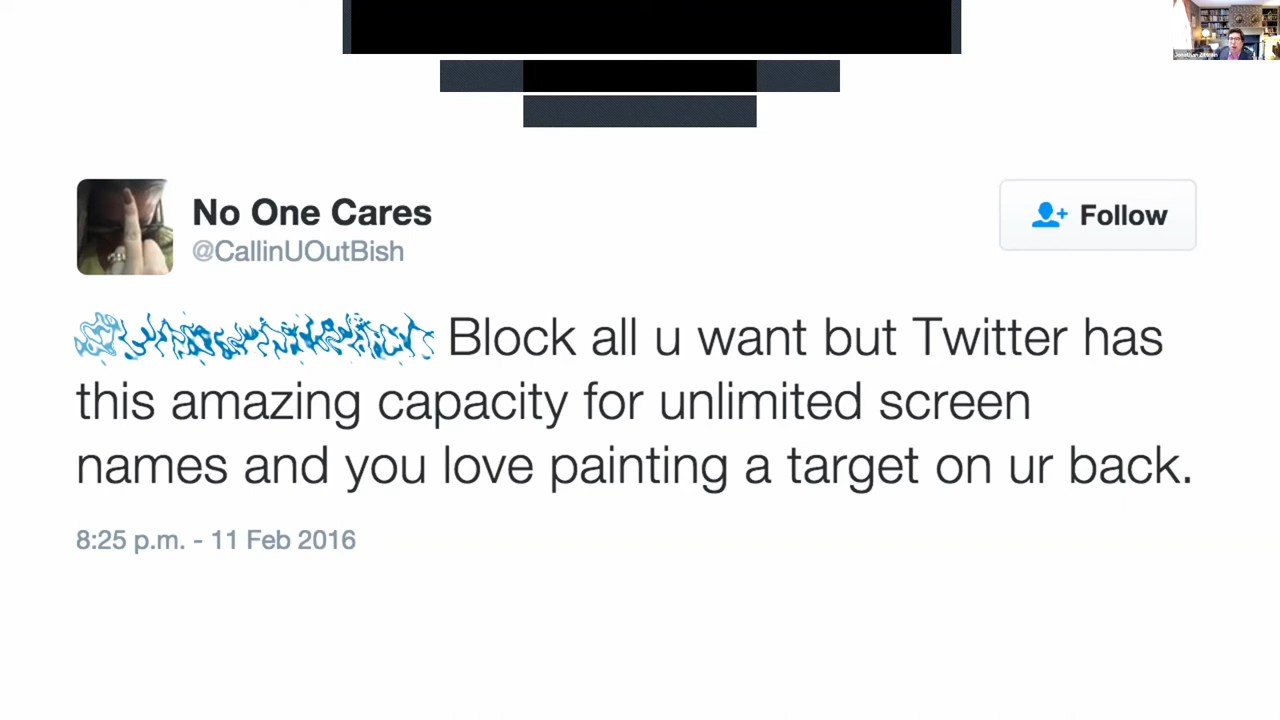 No One Cares
@CallinUOutBish
Follow
Block all u want but Twitter has
this amazing capacity for unlimited screen
names and you love painting a target on ur back.
8:25 p.m. - 11 Feb 2016